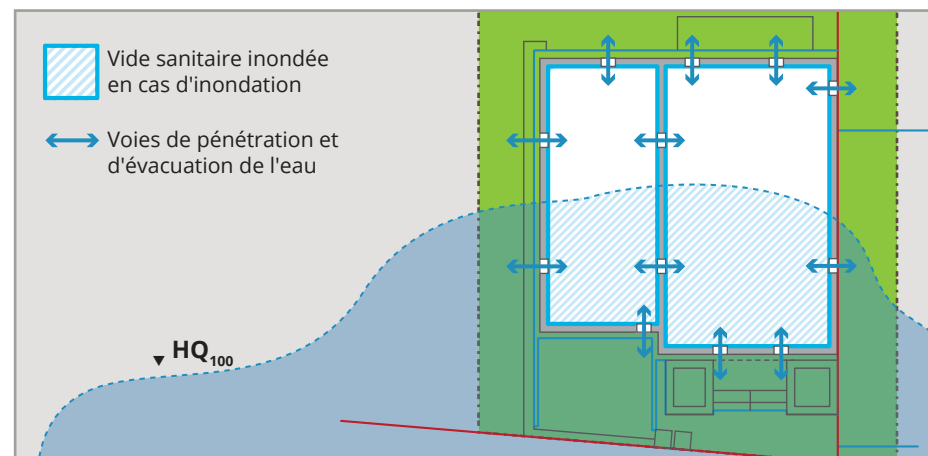 Vide sanitaire inondée
en cas d'inondation
Voies de pénétration et
d'évacuation de l'eau
HQ100